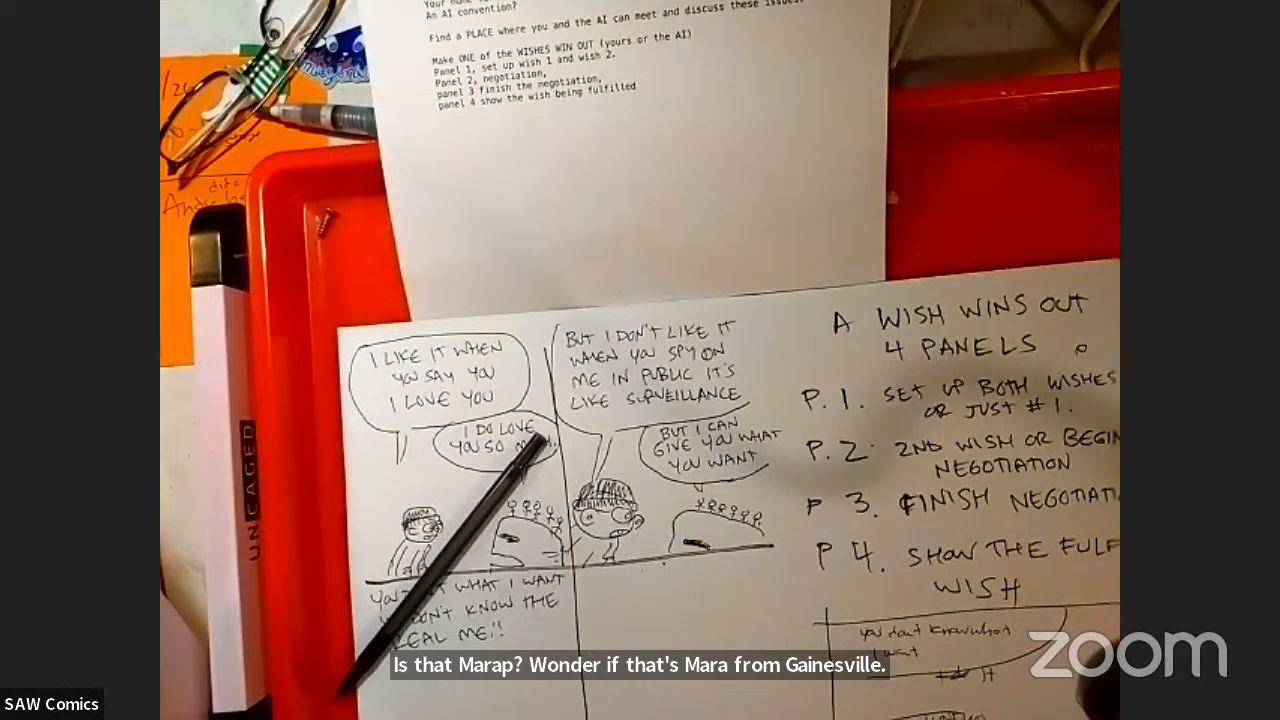 An AI convention?
Find a PLACE where you and the AI can meet and discuss these issues.
Make ONE of the WISHES WIN OUT (yours or the AI)
Panel 1, set up wish 1 and wish 2.
Panel 2, negotiation,
panel 3 finish the negotiation,
panel 4 show the wish being fulfilled
UNCAGED
I LIKE IT WHEN
YOU SAY YOU
I LOVE YOU
I DO LOVE
YOU SO
BUT I DON'T LIKE IT
WHEN YOU SPY ON
ME IN PUBLIC IT'S
LIKE SURVEILLANCE
BUT I CAN
GIVE YOU WHAT
YOU WANT
WHAT I WANT
DON'T KNOW THE
REAL ME!!
A WISH WINS OUT
4 PANELS
P. 1. SET UP BOTH WISHES
OR JUST #1.
P. 2. 2ND WISH OR BEGIN
NEGOTIATION
P 3. FINISH NEGOTIATI
P 4. SHOW THE FULF
WISH
you dont know what
I want
Is that Marap? Wonder if that's Mara from Gainesville.
zoom
SAW Comics